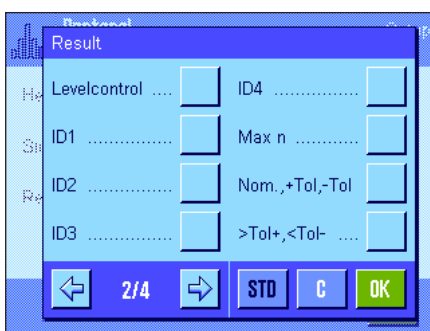 Result
Levelcontrol ....
ID1 ...............
ID2 ...............
ID3 ...............
ID4 ...............
Max n ...........
Nom.,+Tol,-Tol
>Tol+,<Tol- ....
2/4
STD
C
OK